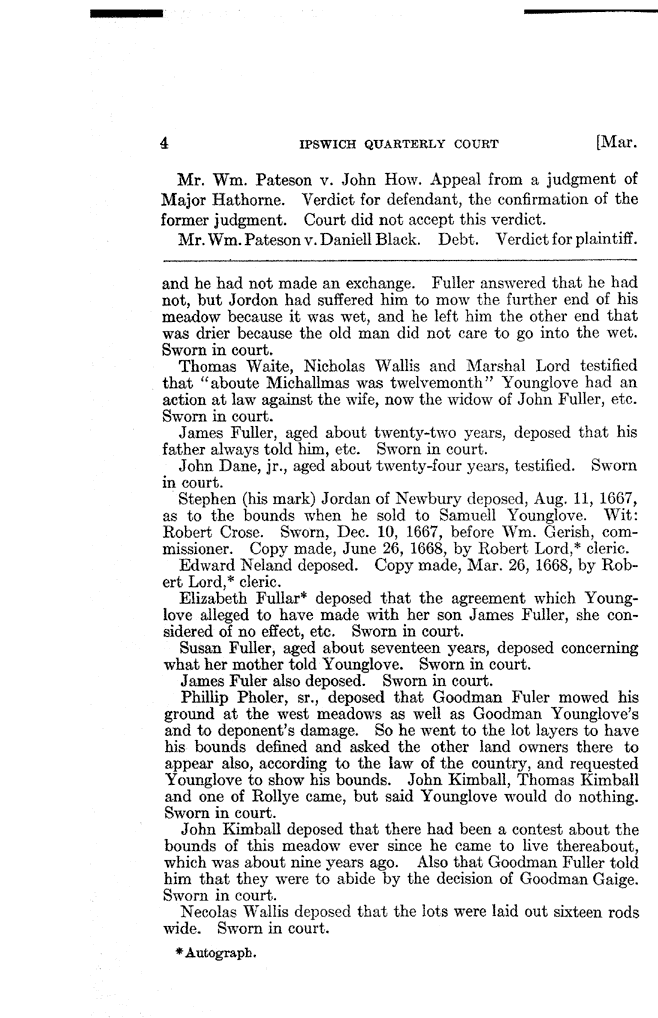 4 IPSWICH QUARTERLY COURT [Mar.
Mr. Wm. Pateson v. John How. Appeal from a judgment of
Major Hathorne. Verdict for defendant, the confirmation of the
former judgment. Court did not accept this verdict.
Mr. Wm. Pateson v. Daniell Black. Debt. Verdict for plaintiff.
and he had not made an exchange. Fuller answered that he had
not, but Jordon had suffered him to mow the further end of his
meadow because it was wet, and he left him the other end that
was drier because the old man did not care to go into the wet.
Sworn in court.
Thomas Waite, Nicholas Wallis and Marshal Lord testified
that "aboute Michallmas was twelvemonth" Younglove had an
action at law against the wife, now the widow of John Fuller, etc.
Sworn in court.
James Fuller, aged about twenty-two years, deposed that his
father always told him, etc. Sworn in court.
John Dane, jr., aged about twenty-four years, testified. Sworn
in court.
Stephen (his mark) Jordan of Newbury deposed, Aug. 11, 1667,
as to the bounds when he sold to Samuell Younglove. Wit:
Robert Crose. Sworn, Dec. 10, 1667, before Wm. Gerish, com-
missioner. Copy made, June 26, 1668, by Robert Lord,* cleric.
Edward Neland deposed. Copy made, Mar. 26, 1668, by Rob-
ert Lord,* cleric.
Elizabeth Fullar* deposed that the agreement which Young-
love alleged to have made with her son James Fuller, she con-
sidered of no effect, etc. Sworn in court.
Susan Fuller, aged about seventeen years, deposed concerning
what her mother told Younglove. Sworn in court.
James Fuler also deposed. Sworn in court.
Phillip Pholer, sr., deposed that Goodman Fuler mowed his
ground at the west meadows as well as Goodman Younglove's
and to deponent's damage. So he went to the lot layers to have
his bounds defined and asked the other land owners there to
appear also, according to the law of the country, and requested
Younglove to show his bounds. John Kimball, Thomas Kimball
and one of Rollye came, but said Younglove would do nothing.
Sworn in court.
John Kimball deposed that there had been a contest about the
bounds of this meadow ever since he came to live thereabout,
which was about nine years ago. Also that Goodman Fuller told
him that they were to abide by the decision of Goodman Gaige.
Sworn in court.
Necolas Wallis deposed that the lots were laid out sixteen rods
wide. Sworn in court.
*Autograph.